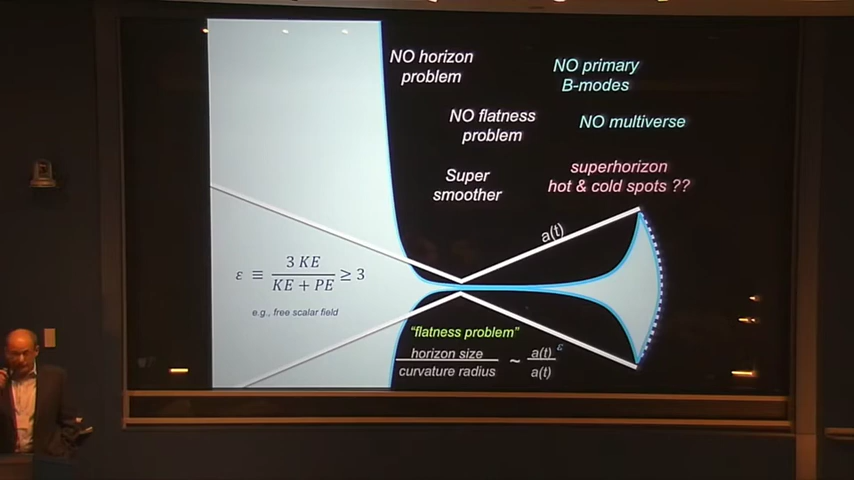 NO horizon
problem
NO primary
B-modes
NO flatness
problem
NO multiverse
Super
smoother
superhorizon
hot & cold spots ??
a(t)
ε ≡ 3 KE / KE + PE ≥ 3
e.g., free scalar field
"flatness problem"
horizon size / curvature radius ~ a(t)^ε / a(t)